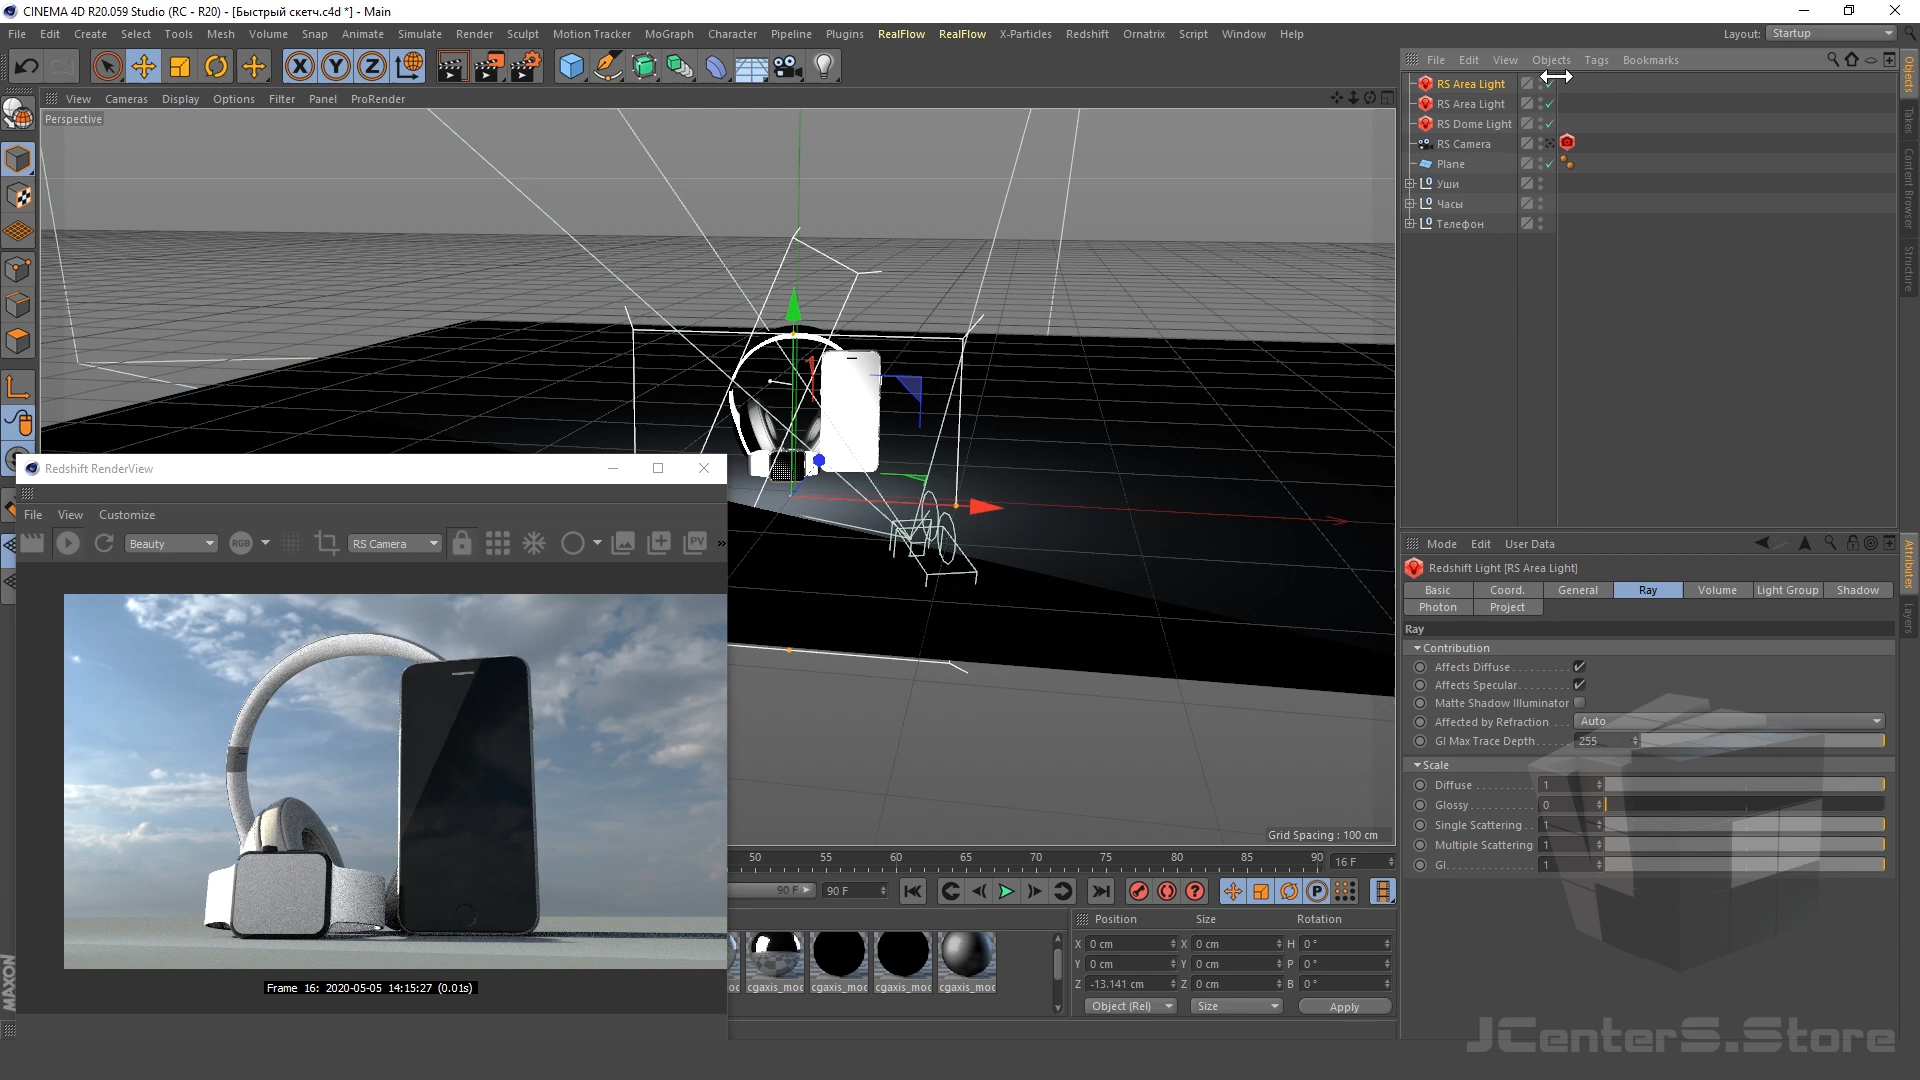 CINEMA 4D R20.059 Studio (RC - R20) - [Быстрый скетч.c4d *] - Main
File Edit Create Select Tools Mesh Volume Snap Animate Simulate Render Sculpt Motion Tracker MoGraph Character Pipeline Plugins RealFlow RealFlow X-Particles Redshift Ornatrix Script Window Help Layout: Startup
X Y Z
View Cameras Display Options Filter Panel ProRender
Perspective
File Edit View Objects Tags Bookmarks
RS Area Light
RS Area Light
RS Dome Light
RS Camera
Plane
Уши
Часы
Телефон
Objects
Takes
Content Browser
Structure
Redshift RenderView
File View Customize
Beauty RGB RS Camera PV »
Frame 16: 2020-05-05 14:15:27 (0.01s)
Grid Spacing : 100 cm
50 55 60 65 70 75 80 85 90 16 F
90 F 90 F
P
cgaxis_moc cgaxis_moc cgaxis_moc cgaxis_moc
Position Size Rotation
X 0 cm X 0 cm H 0 °
Y 0 cm Y 0 cm P 0 °
Z -13.141 cm Z 0 cm B 0 °
Object (Rel) Size Apply
Mode Edit User Data
Redshift Light [RS Area Light]
Basic Coord. General Ray Volume Light Group Shadow
Photon Project
Ray
Contribution
Affects Diffuse
Affects Specular
Matte Shadow Illuminator
Affected by Refraction Auto
GI Max Trace Depth 255
Scale
Diffuse 1
Glossy 0
Single Scattering 1
Multiple Scattering 1
GI 1
Attributes
Layers
MAXON
JCenterS.Store